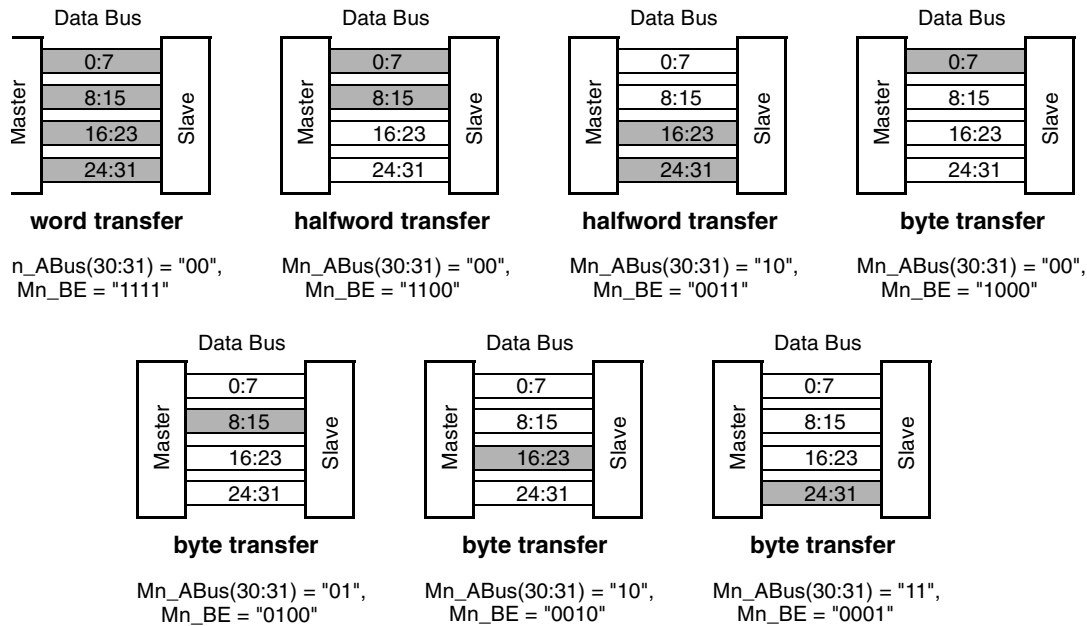 Data Bus Data Bus Data Bus Data Bus
Master 0:7 8:15 16:23 24:31 Slave
Master 0:7 8:15 16:23 24:31 Slave
Master 0:7 8:15 16:23 24:31 Slave
Master 0:7 8:15 16:23 24:31 Slave
word transfer halfword transfer halfword transfer byte transfer
n_ABus(30:31) = "00", Mn_ABus(30:31) = "00", Mn_ABus(30:31) = "10", Mn_ABus(30:31) = "00",
Mn_BE = "1111" Mn_BE = "1100" Mn_BE = "0011" Mn_BE = "1000"
Data Bus Data Bus Data Bus
Master 0:7 8:15 16:23 24:31 Slave
Master 0:7 8:15 16:23 24:31 Slave
Master 0:7 8:15 16:23 24:31 Slave
byte transfer byte transfer byte transfer
Mn_ABus(30:31) = "01", Mn_ABus(30:31) = "10", Mn_ABus(30:31) = "11",
Mn_BE = "0100" Mn_BE = "0010" Mn_BE = "0001"